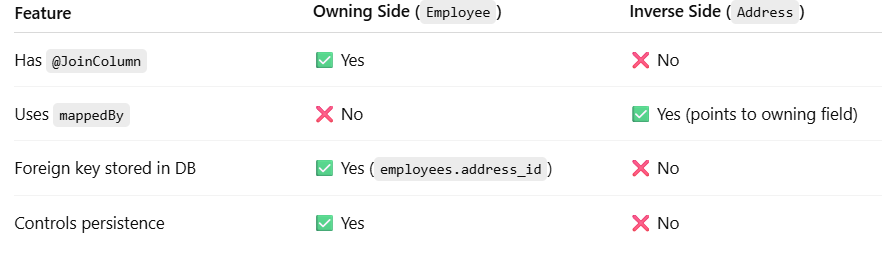 Feature Owning Side ( Employee ) Inverse Side ( Address )
Has @JoinColumn ✅ Yes ❌ No
Uses mappedBy ❌ No ✅ Yes (points to owning field)
Foreign key stored in DB ✅ Yes ( employees.address_id ) ❌ No
Controls persistence ✅ Yes ❌ No